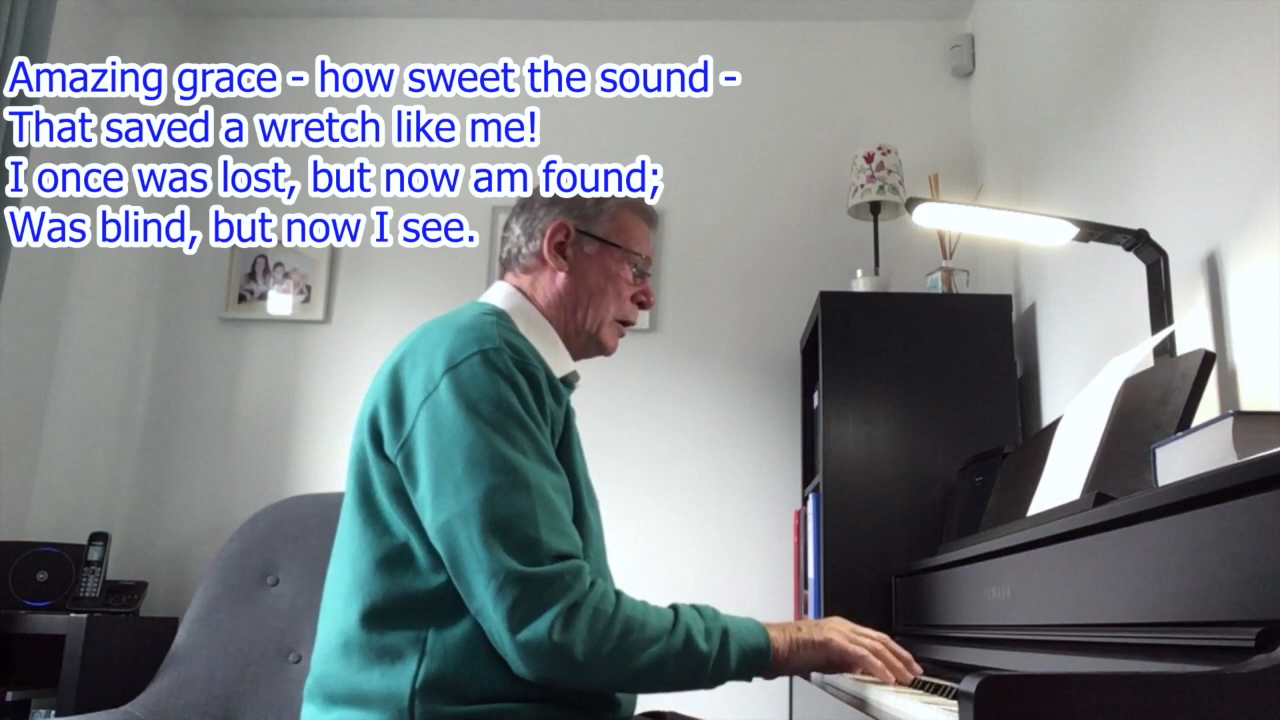 Amazing grace - how sweet the sound -
That saved a wretch like me!
I once was lost, but now am found;
Was blind, but now I see.
YAMAHA